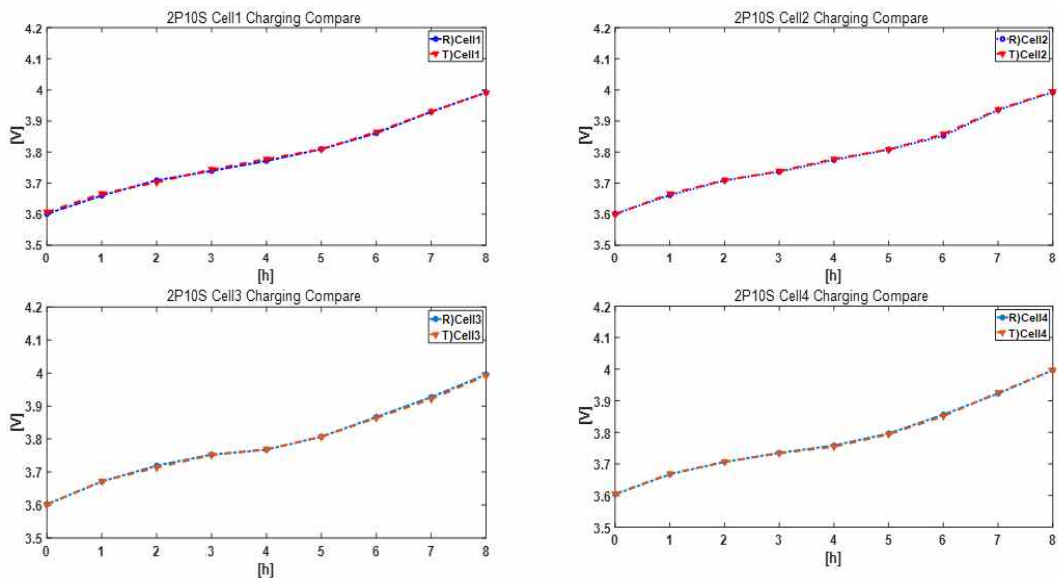 2P10S Cell1 Charging Compare
R)Cell1
T)Cell1
4.2
4.1
4
3.9
3.8
3.7
3.6
3.5
[V]
0 1 2 3 4 5 6 7 8
[h]
2P10S Cell2 Charging Compare
R)Cell2
T)Cell2
4.2
4.1
4
3.9
3.8
3.7
3.6
3.5
[V]
0 1 2 3 4 5 6 7 8
[h]
2P10S Cell3 Charging Compare
R)Cell3
T)Cell3
4.2
4.1
4
3.9
3.8
3.7
3.6
3.5
[V]
0 1 2 3 4 5 6 7 8
[h]
2P10S Cell4 Charging Compare
R)Cell4
T)Cell4
4.2
4.1
4
3.9
3.8
3.7
3.6
3.5
[V]
0 1 2 3 4 5 6 7 8
[h]